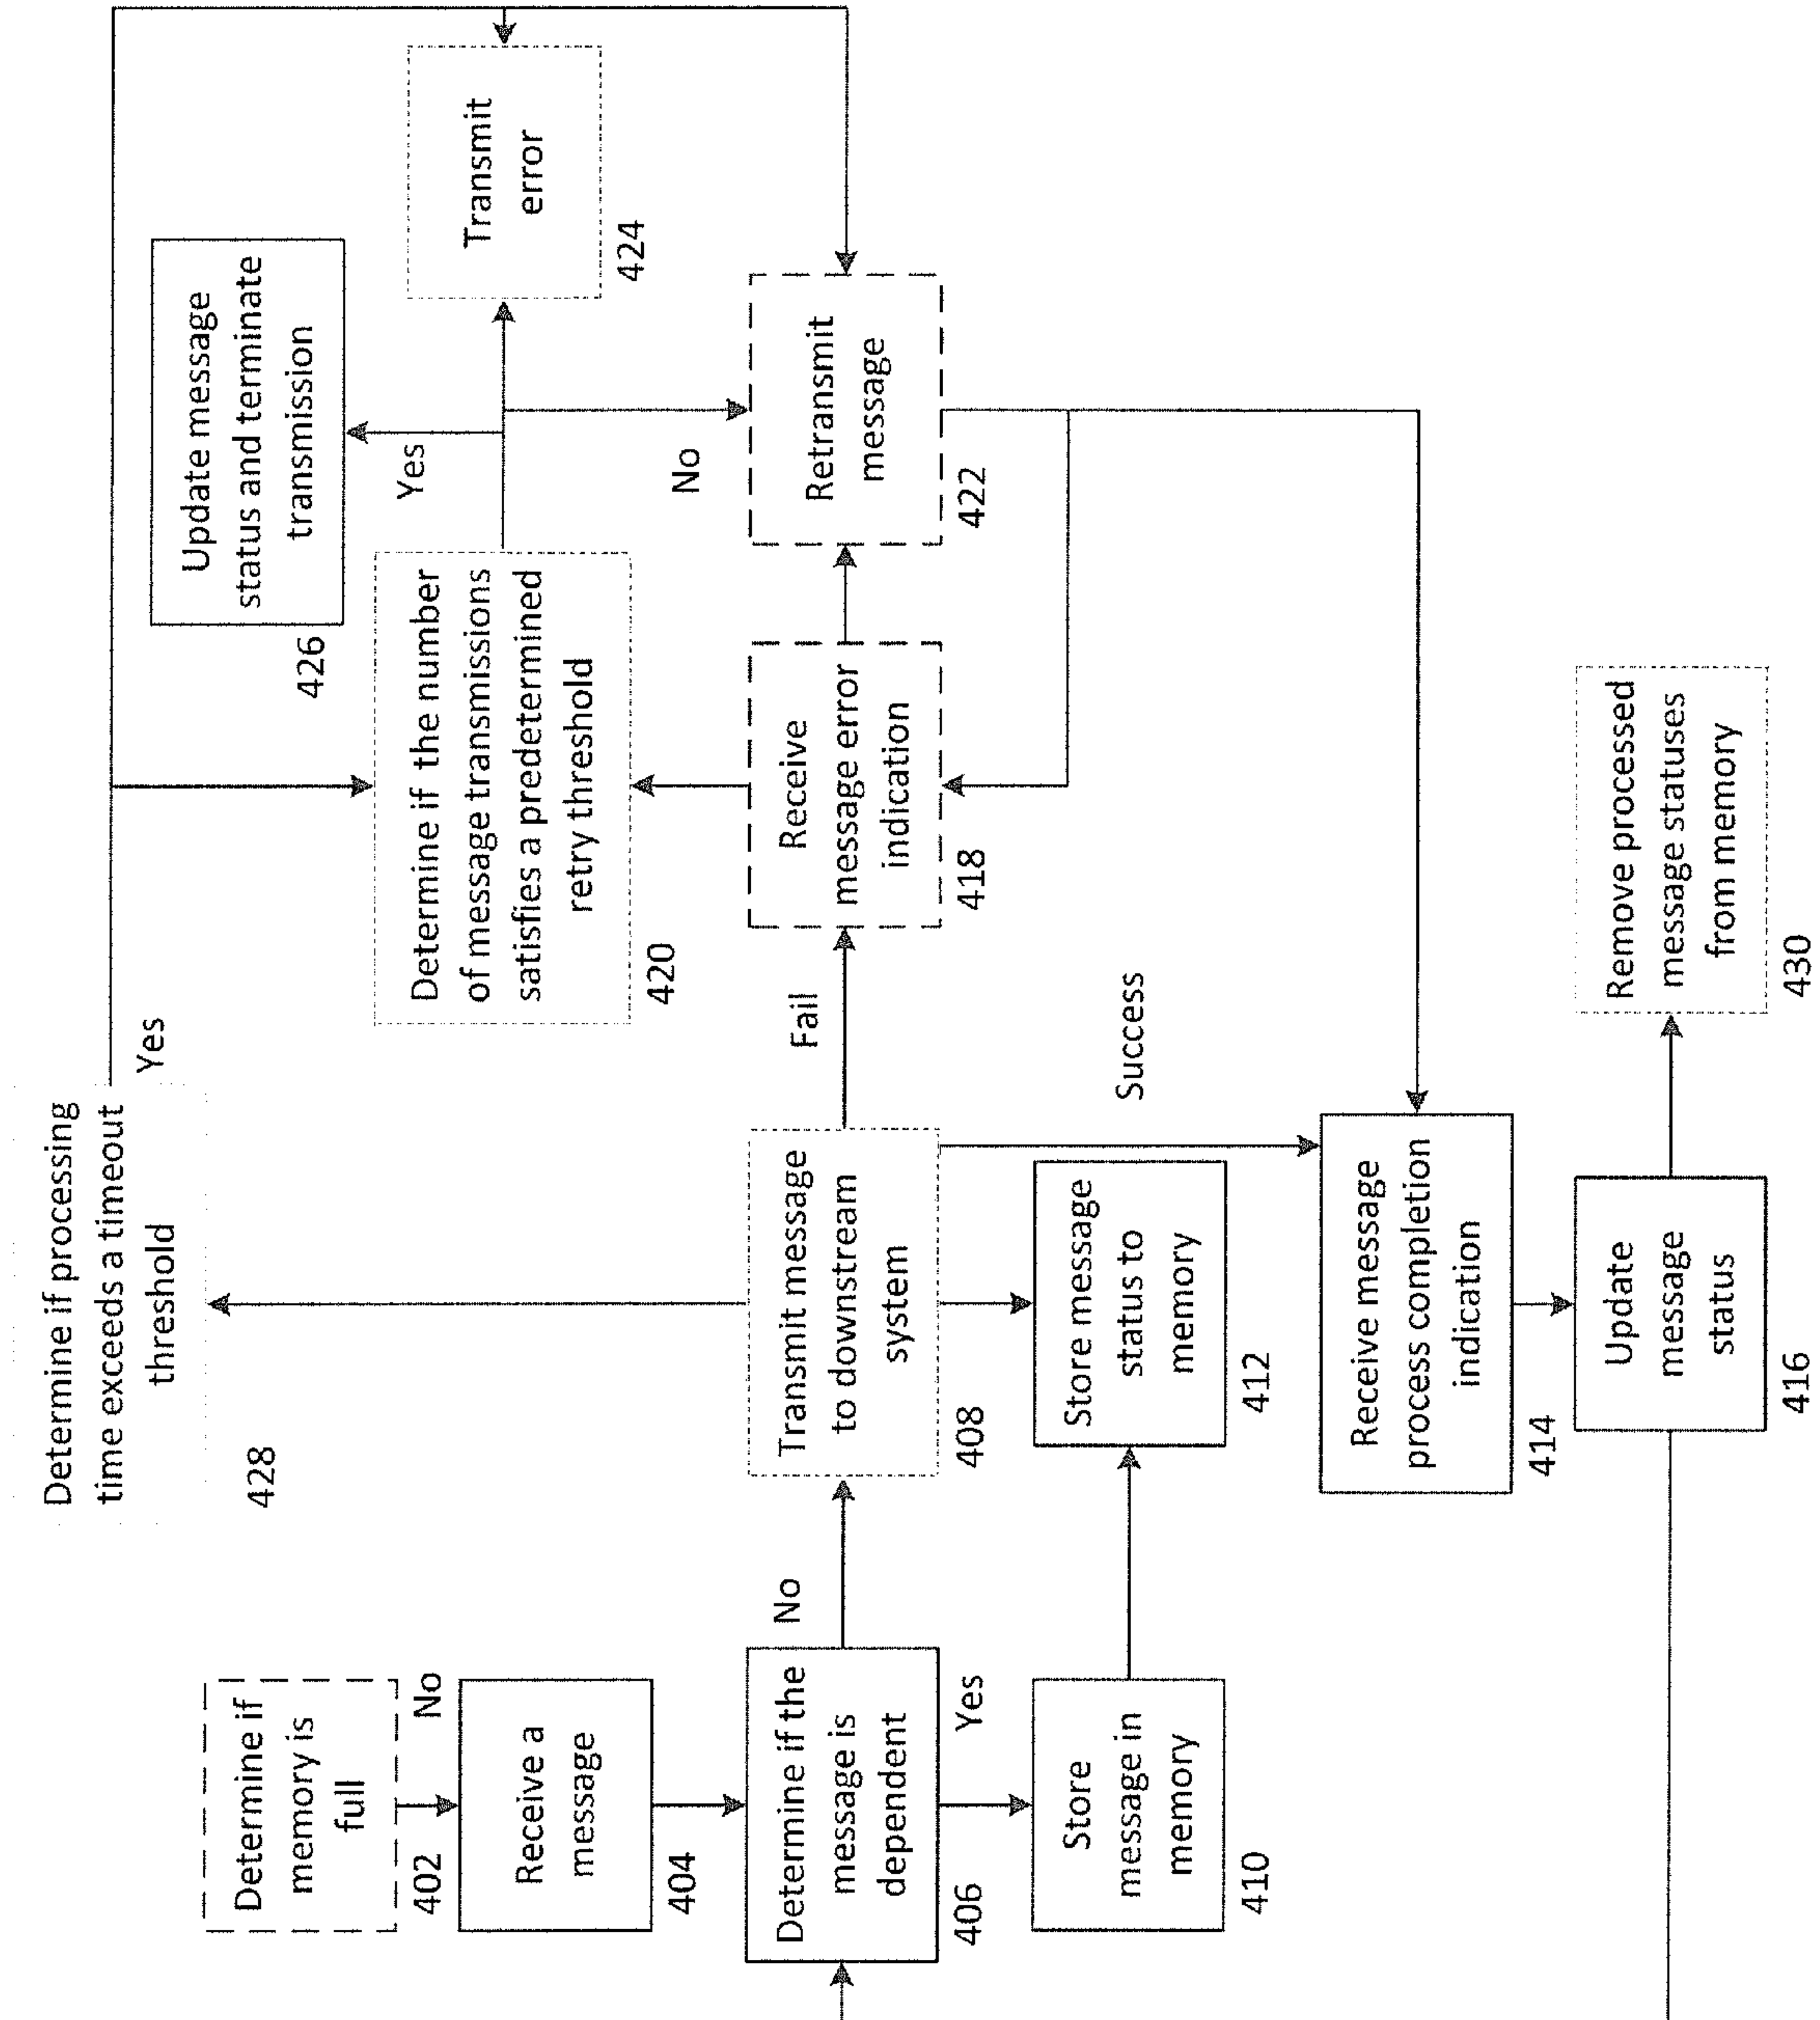 Determine if
memory is
full
402
No
Receive a
message
404
Determine if the
message is
dependent
406
No
Yes
Store
message in
memory
410
Determine if processing
time exceeds a timeout
threshold
428
Yes
Transmit message
to downstream
system
408
Store message
status to
memory
412
Fail
Success
Receive message
process completion
indication
414
Update
message
status
416
Update message
status and terminate
transmission
426
Determine if the number
of message transmissions
satisfies a predetermined
retry threshold
420
Yes
No
Receive
message error
indication
418
Transmit
error
424
Retransmit
message
422
Remove processed
message statuses
from memory
430